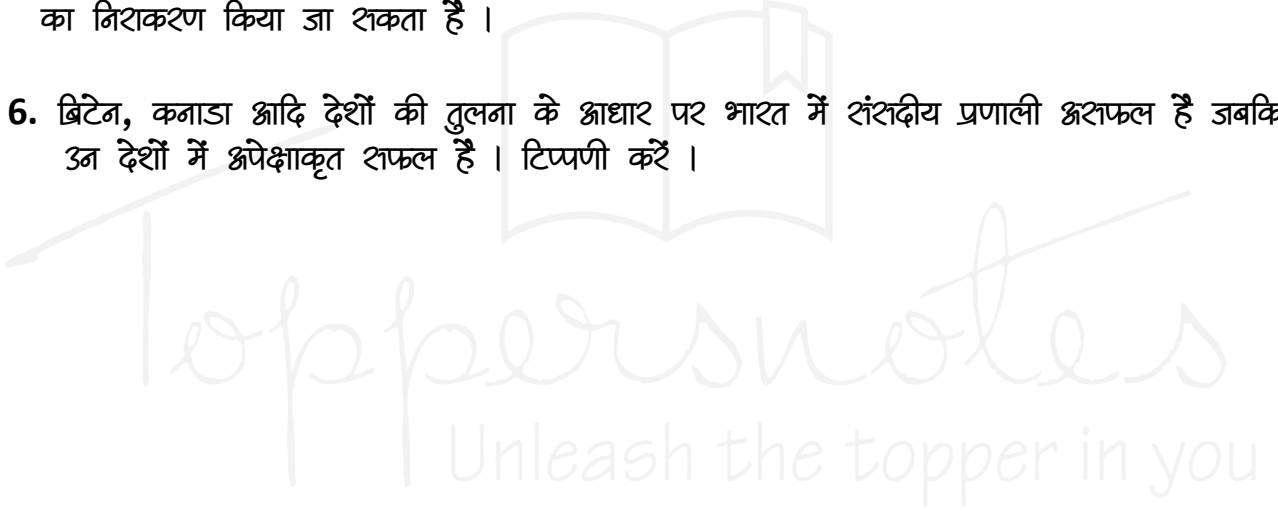 का निराकरण किया जा सकता है ।
6. ब्रिटेन, कनाडा आदि देशों की तुलना के आधार पर भारत में संसदीय प्रणाली असफल है जबकि
उन देशों में अपेक्षाकृत सफल है । टिप्पणी करें ।
Toppersnotes
Unleash the topper in you